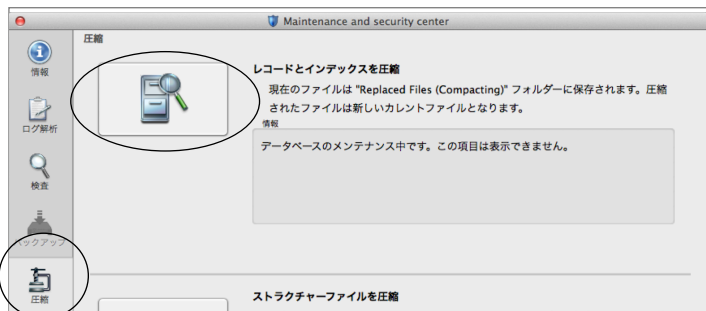 Maintenance and security center
圧縮
情報
ログ解析
検査
バックアップ
圧縮
レコードとインデックスを圧縮
現在のファイルは "Replaced Files (Compacting)" フォルダーに保存されます。圧縮
されたファイルは新しいカレントファイルとなります。
情報
データベースのメンテナンス中です。この項目は表示できません。
ストラクチャーファイルを圧縮